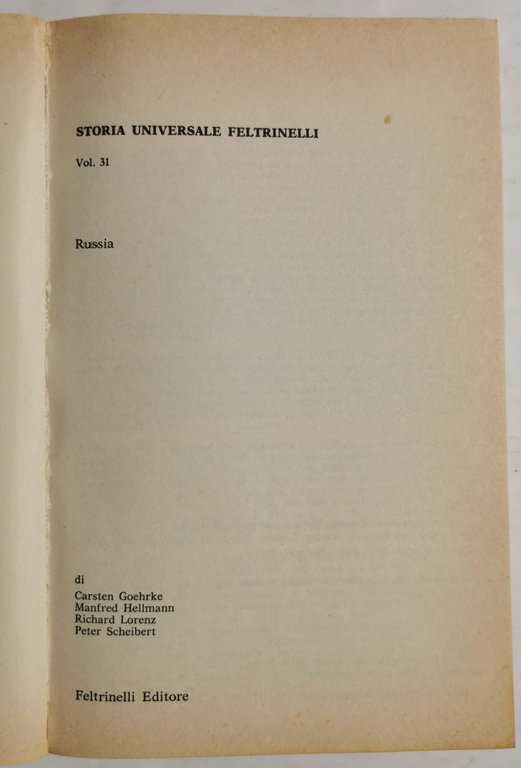 STORIA UNIVERSALE FELTRINELLI
Vol. 31
Russia
di
Carsten Goehrke
Manfred Hellmann
Richard Lorenz
Peter Scheibert
Feltrinelli Editore